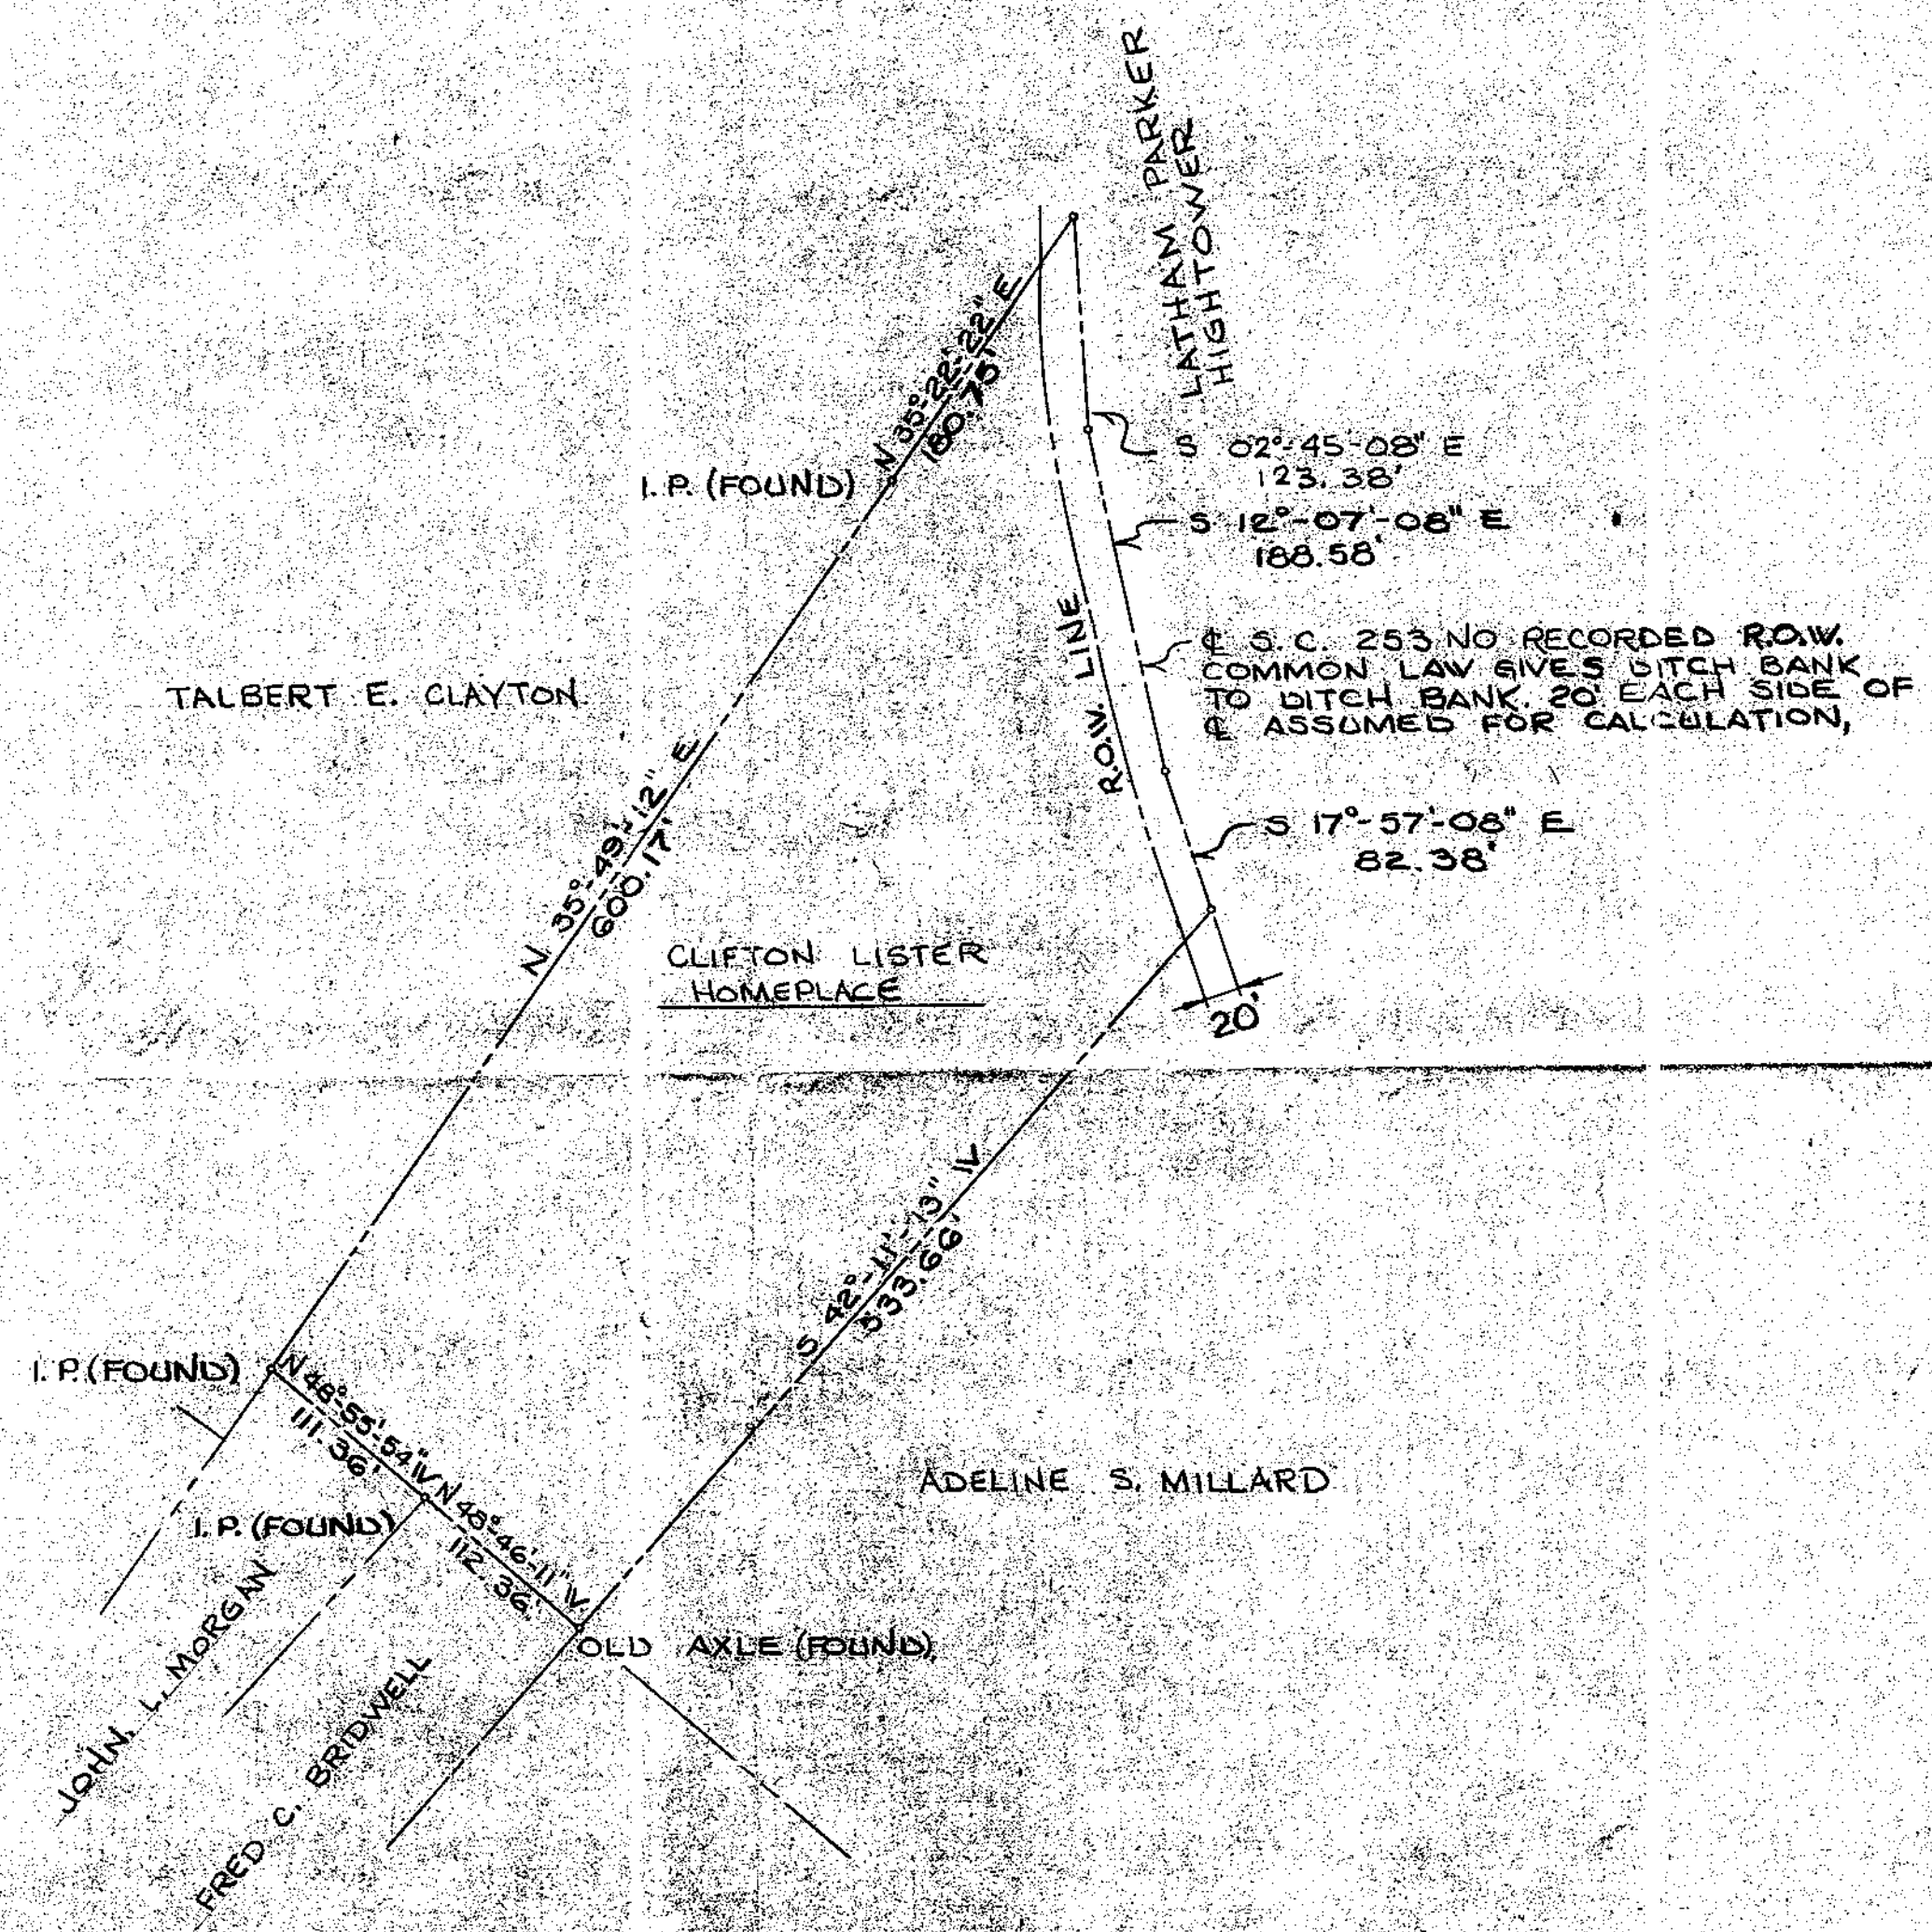 LATHAM PARKER
HIGHTOWER
N 35°-22'-22" E
180.75'
I. P. (FOUND)
S 02°-45'-08" E
123.38'
S 12°-07'-08" E
188.58'
R.O.W. LINE
℄ S. C. 253 NO RECORDED R.O.W.
COMMON LAW GIVES DITCH BANK
TO DITCH BANK. 20' EACH SIDE OF
℄ ASSUMED FOR CALCULATION,
TALBERT E. CLAYTON
N 35°-49'-12" E
600.17'
S 17°-57'-08" E
82.38'
CLIFTON LISTER
HOMEPLACE
20'
S 42°-11'-13" W
533.66'
I. P. (FOUND)
N 48°-55'-54" W
111.36'
N 48°-46'-11" W
112.36'
I. P. (FOUND)
ADELINE S. MILLARD
OLD AXLE (FOUND)
JOHN. L. MORGAN
FRED C. BRIDWELL